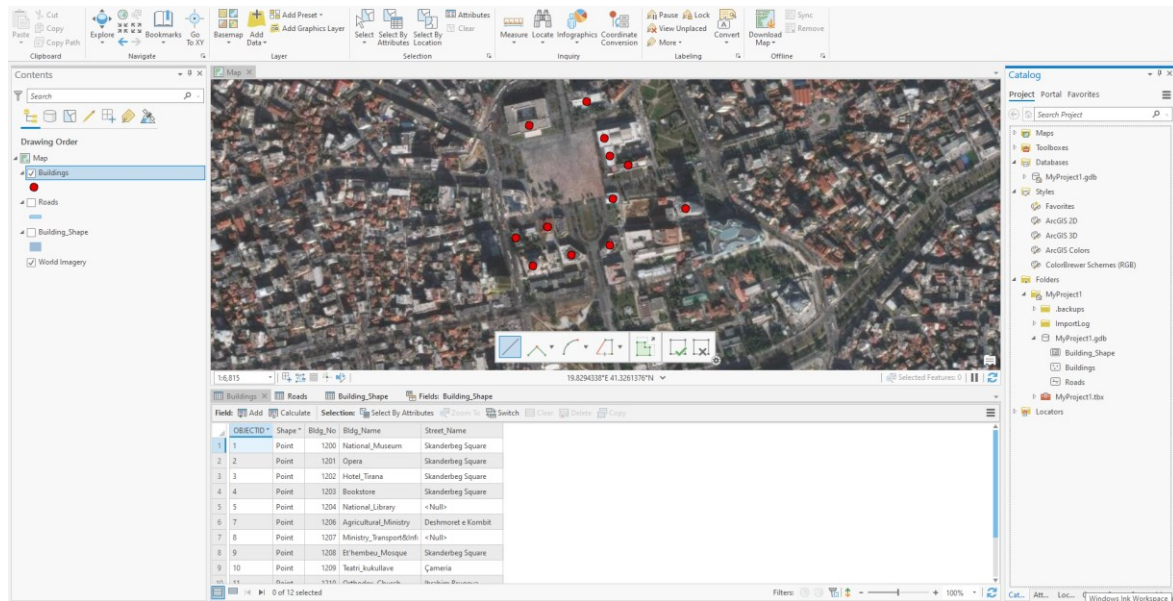 Cut
Copy
Copy Path
Paste
Clipboard
Explore
Bookmarks
Go To XY
Navigate
Basemap
Add Data
Add Preset
Add Graphics Layer
Layer
Select
Select By Attributes
Select By Location
Attributes
Clear
Selection
Measure
Locate
Infographics
Coordinate Conversion
Inquiry
Pause
Lock
View Unplaced
More
Convert
Labeling
Download Map
Sync
Remove
Offline
Contents
Search
Drawing Order
Map
Buildings
Roads
Building_Shape
World Imagery
Map
1:6,815
19.8294338°E 41.3261376°N
Selected Features: 0
Buildings
Roads
Building_Shape
Fields: Building_Shape
Field: Add Calculate Selection: Select By Attributes Zoom To Switch Clear Delete Copy
OBJECTID * Shape * Bldg_No Bldg_Name Street_Name
1 1 Point 1200 National_Museum Skanderbeg Square
2 2 Point 1201 Opera Skanderbeg Square
3 3 Point 1202 Hotel_Tirana Skanderbeg Square
4 4 Point 1203 Bookstore Skanderbeg Square
5 5 Point 1204 National_Library <Null>
6 7 Point 1206 Agricultural_Ministry Deshmoret e Kombit
7 8 Point 1207 Ministry_Transport&Infr <Null>
8 9 Point 1208 Et'hembeu_Mosque Skanderbeg Square
9 10 Point 1209 Teatri_kukullave Çameria
0 of 12 selected
Filters:
100%
Catalog
Project Portal Favorites
Search Project
Maps
Toolboxes
Databases
MyProject1.gdb
Styles
Favorites
ArcGIS 2D
ArcGIS 3D
ArcGIS Colors
ColorBrewer Schemes (RGB)
Folders
MyProject1
.backups
ImportLog
MyProject1.gdb
Building_Shape
Buildings
Roads
MyProject1.tbx
Locators
Cat... Att... Loc...
Windows Ink Workspace